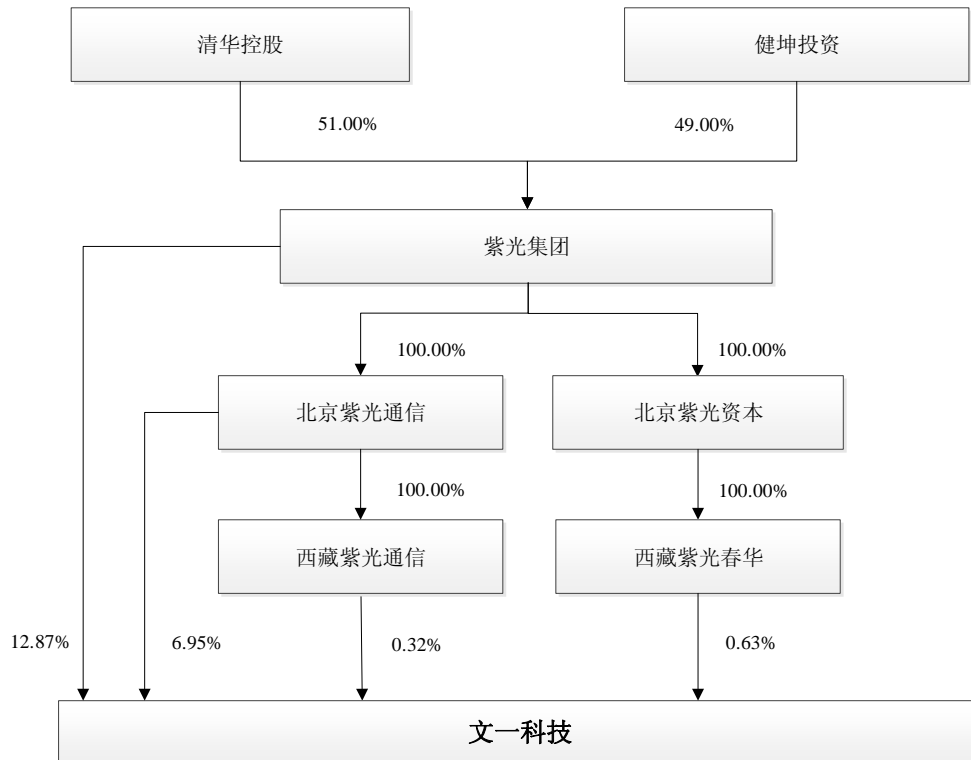 清华控股
健坤投资
51.00%
49.00%
紫光集团
100.00%
100.00%
北京紫光通信
北京紫光资本
100.00%
100.00%
西藏紫光通信
西藏紫光春华
12.87%
6.95%
0.32%
0.63%
文一科技